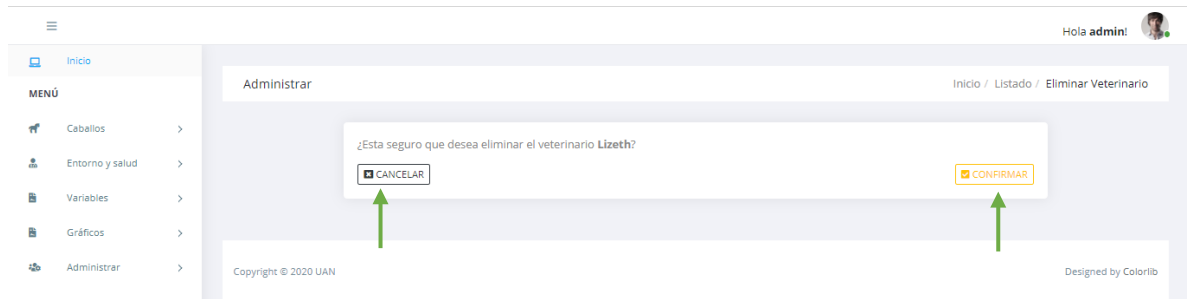 Hola admin!
Inicio
MENÚ
Caballos
Entorno y salud
Variables
Gráficos
Administrar
Administrar
Inicio / Listado / Eliminar Veterinario
¿Esta seguro que desea eliminar el veterinario Lizeth?
CANCELAR
CONFIRMAR
Copyright © 2020 UAN
Designed by Colorlib